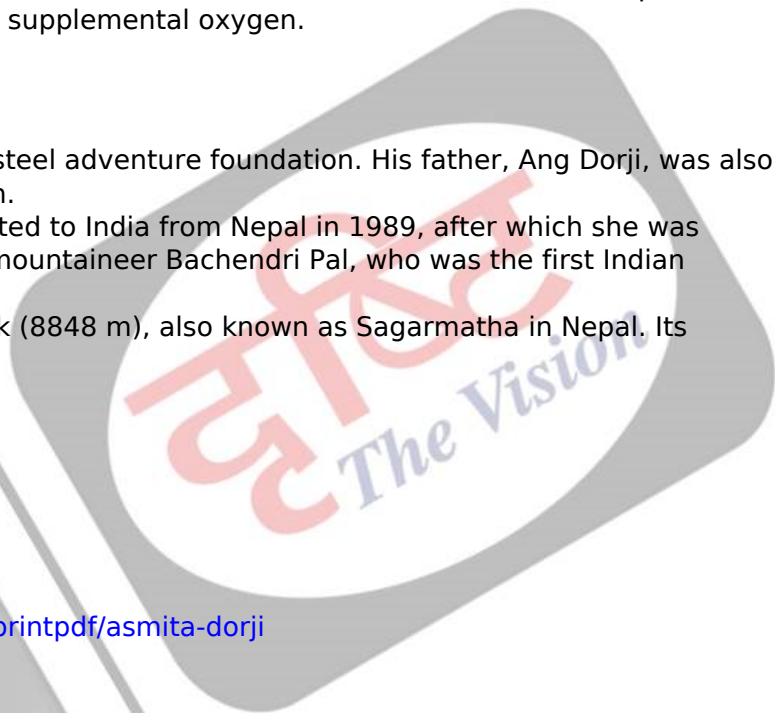 supplemental oxygen.
steel adventure foundation. His father, Ang Dorji, was also
ted to India from Nepal in 1989, after which she was
mountaineer Bachendri Pal, who was the first Indian
k (8848 m), also known as Sagarmatha in Nepal. Its
दृष्टि
The Vision
printpdf/asmita-dorji